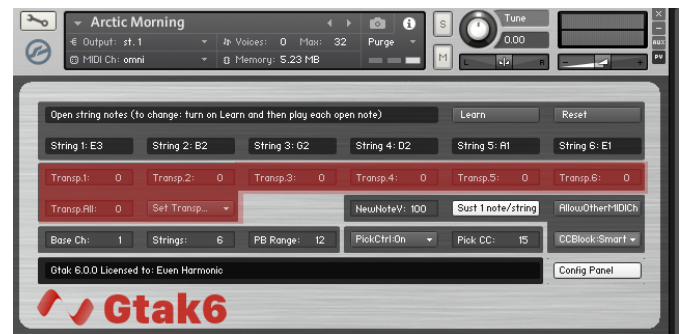 Arctic Morning
S
Tune
Output: st.1 Voices: 0 Max: 32 Purge
0.00
AUX
MIDI Ch: omni Memory: 5.23 MB
M
L R
PV
Open string notes (to change: turn on Learn and then play each open note) Learn Reset
String 1: E3 String 2: B2 String 3: G2 String 4: D2 String 5: A1 String 6: E1
Transp.1: 0 Transp.2: 0 Transp.3: 0 Transp.4: 0 Transp.5: 0 Transp.6: 0
Transp.All: 0 Set Transp... NewNoteV: 100 Sust 1 note/string AllowOtherMIDICh
Base Ch: 1 Strings: 6 PB Range: 12 PickCtrl:On Pick CC: 15 CCBlock:Smart
Gtak 6.0.0 Licensed to: Euen Harmonic Config Panel
Gtak6